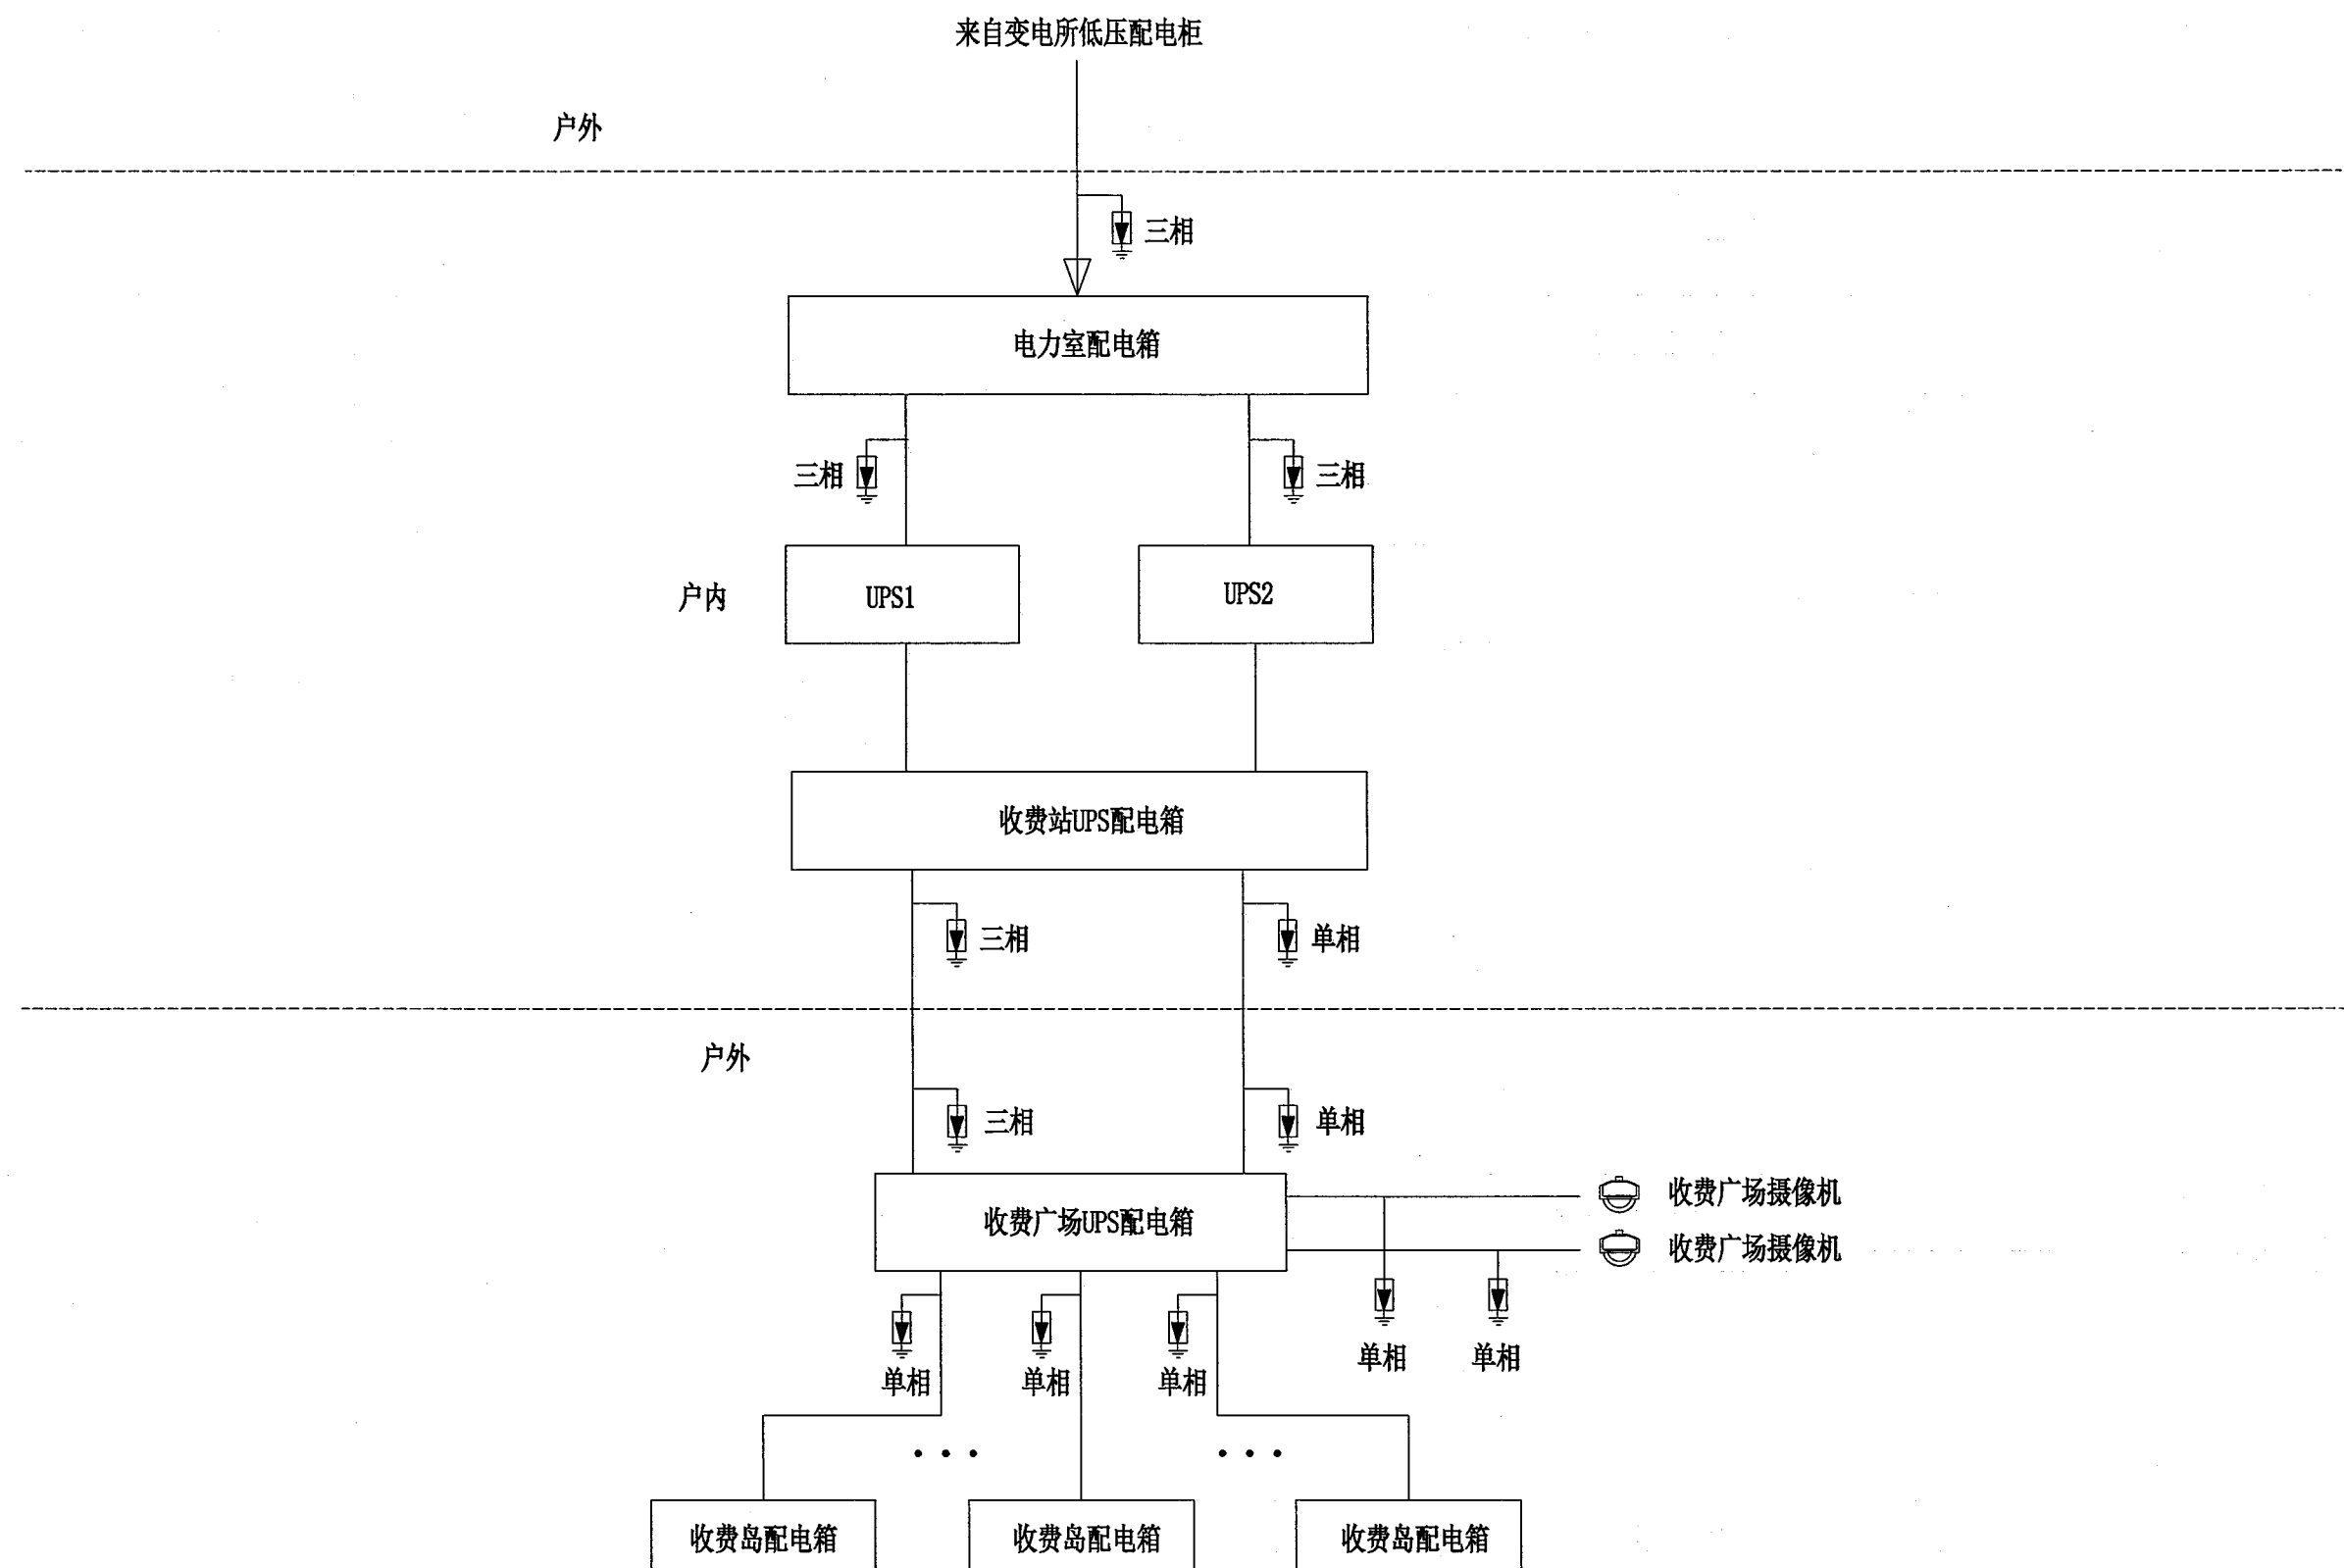 来自变电所低压配电柜
户外
三相
电力室配电箱
三相
三相
户内
UPS1
UPS2
收费站UPS配电箱
三相
单相
户外
三相
单相
收费广场UPS配电箱
收费广场摄像机
收费广场摄像机
单相
单相
单相
单相
单相
收费岛配电箱
收费岛配电箱
收费岛配电箱